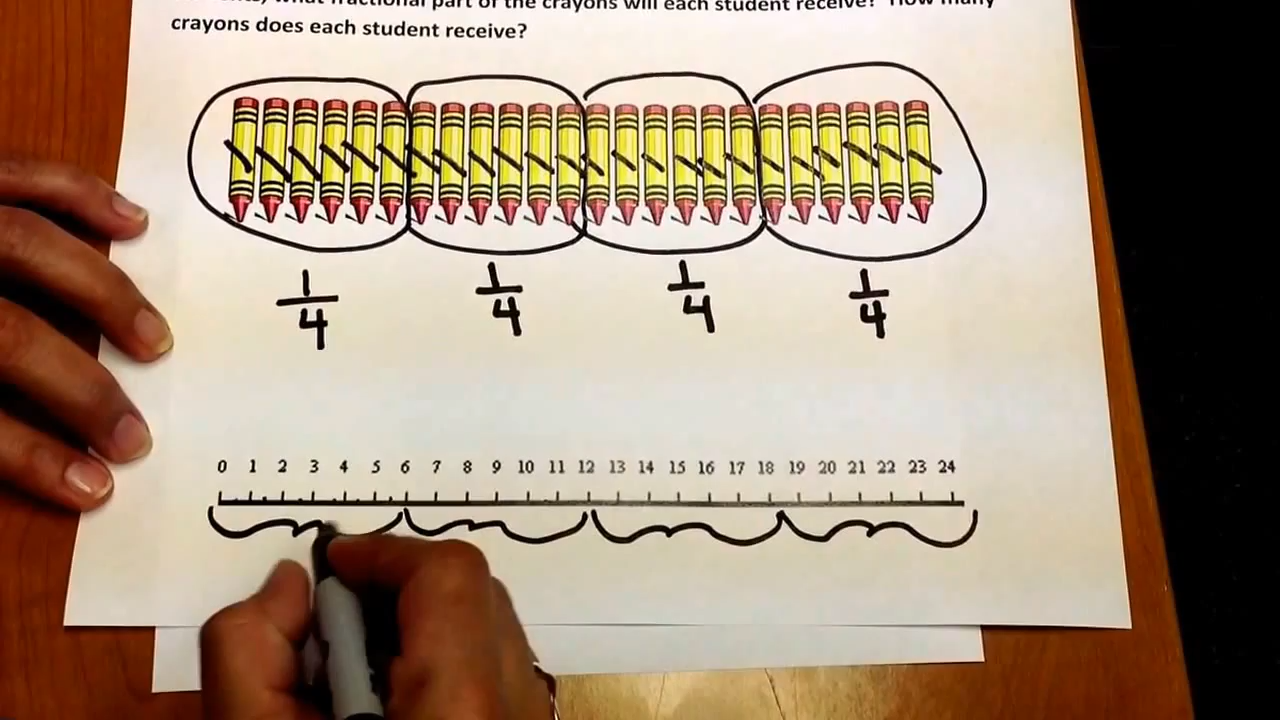 what fractional part of the crayons will each student receive? How many
crayons does each student receive?
1/4 1/4 1/4 1/4
0 1 2 3 4 5 6 7 8 9 10 11 12 13 14 15 16 17 18 19 20 21 22 23 24